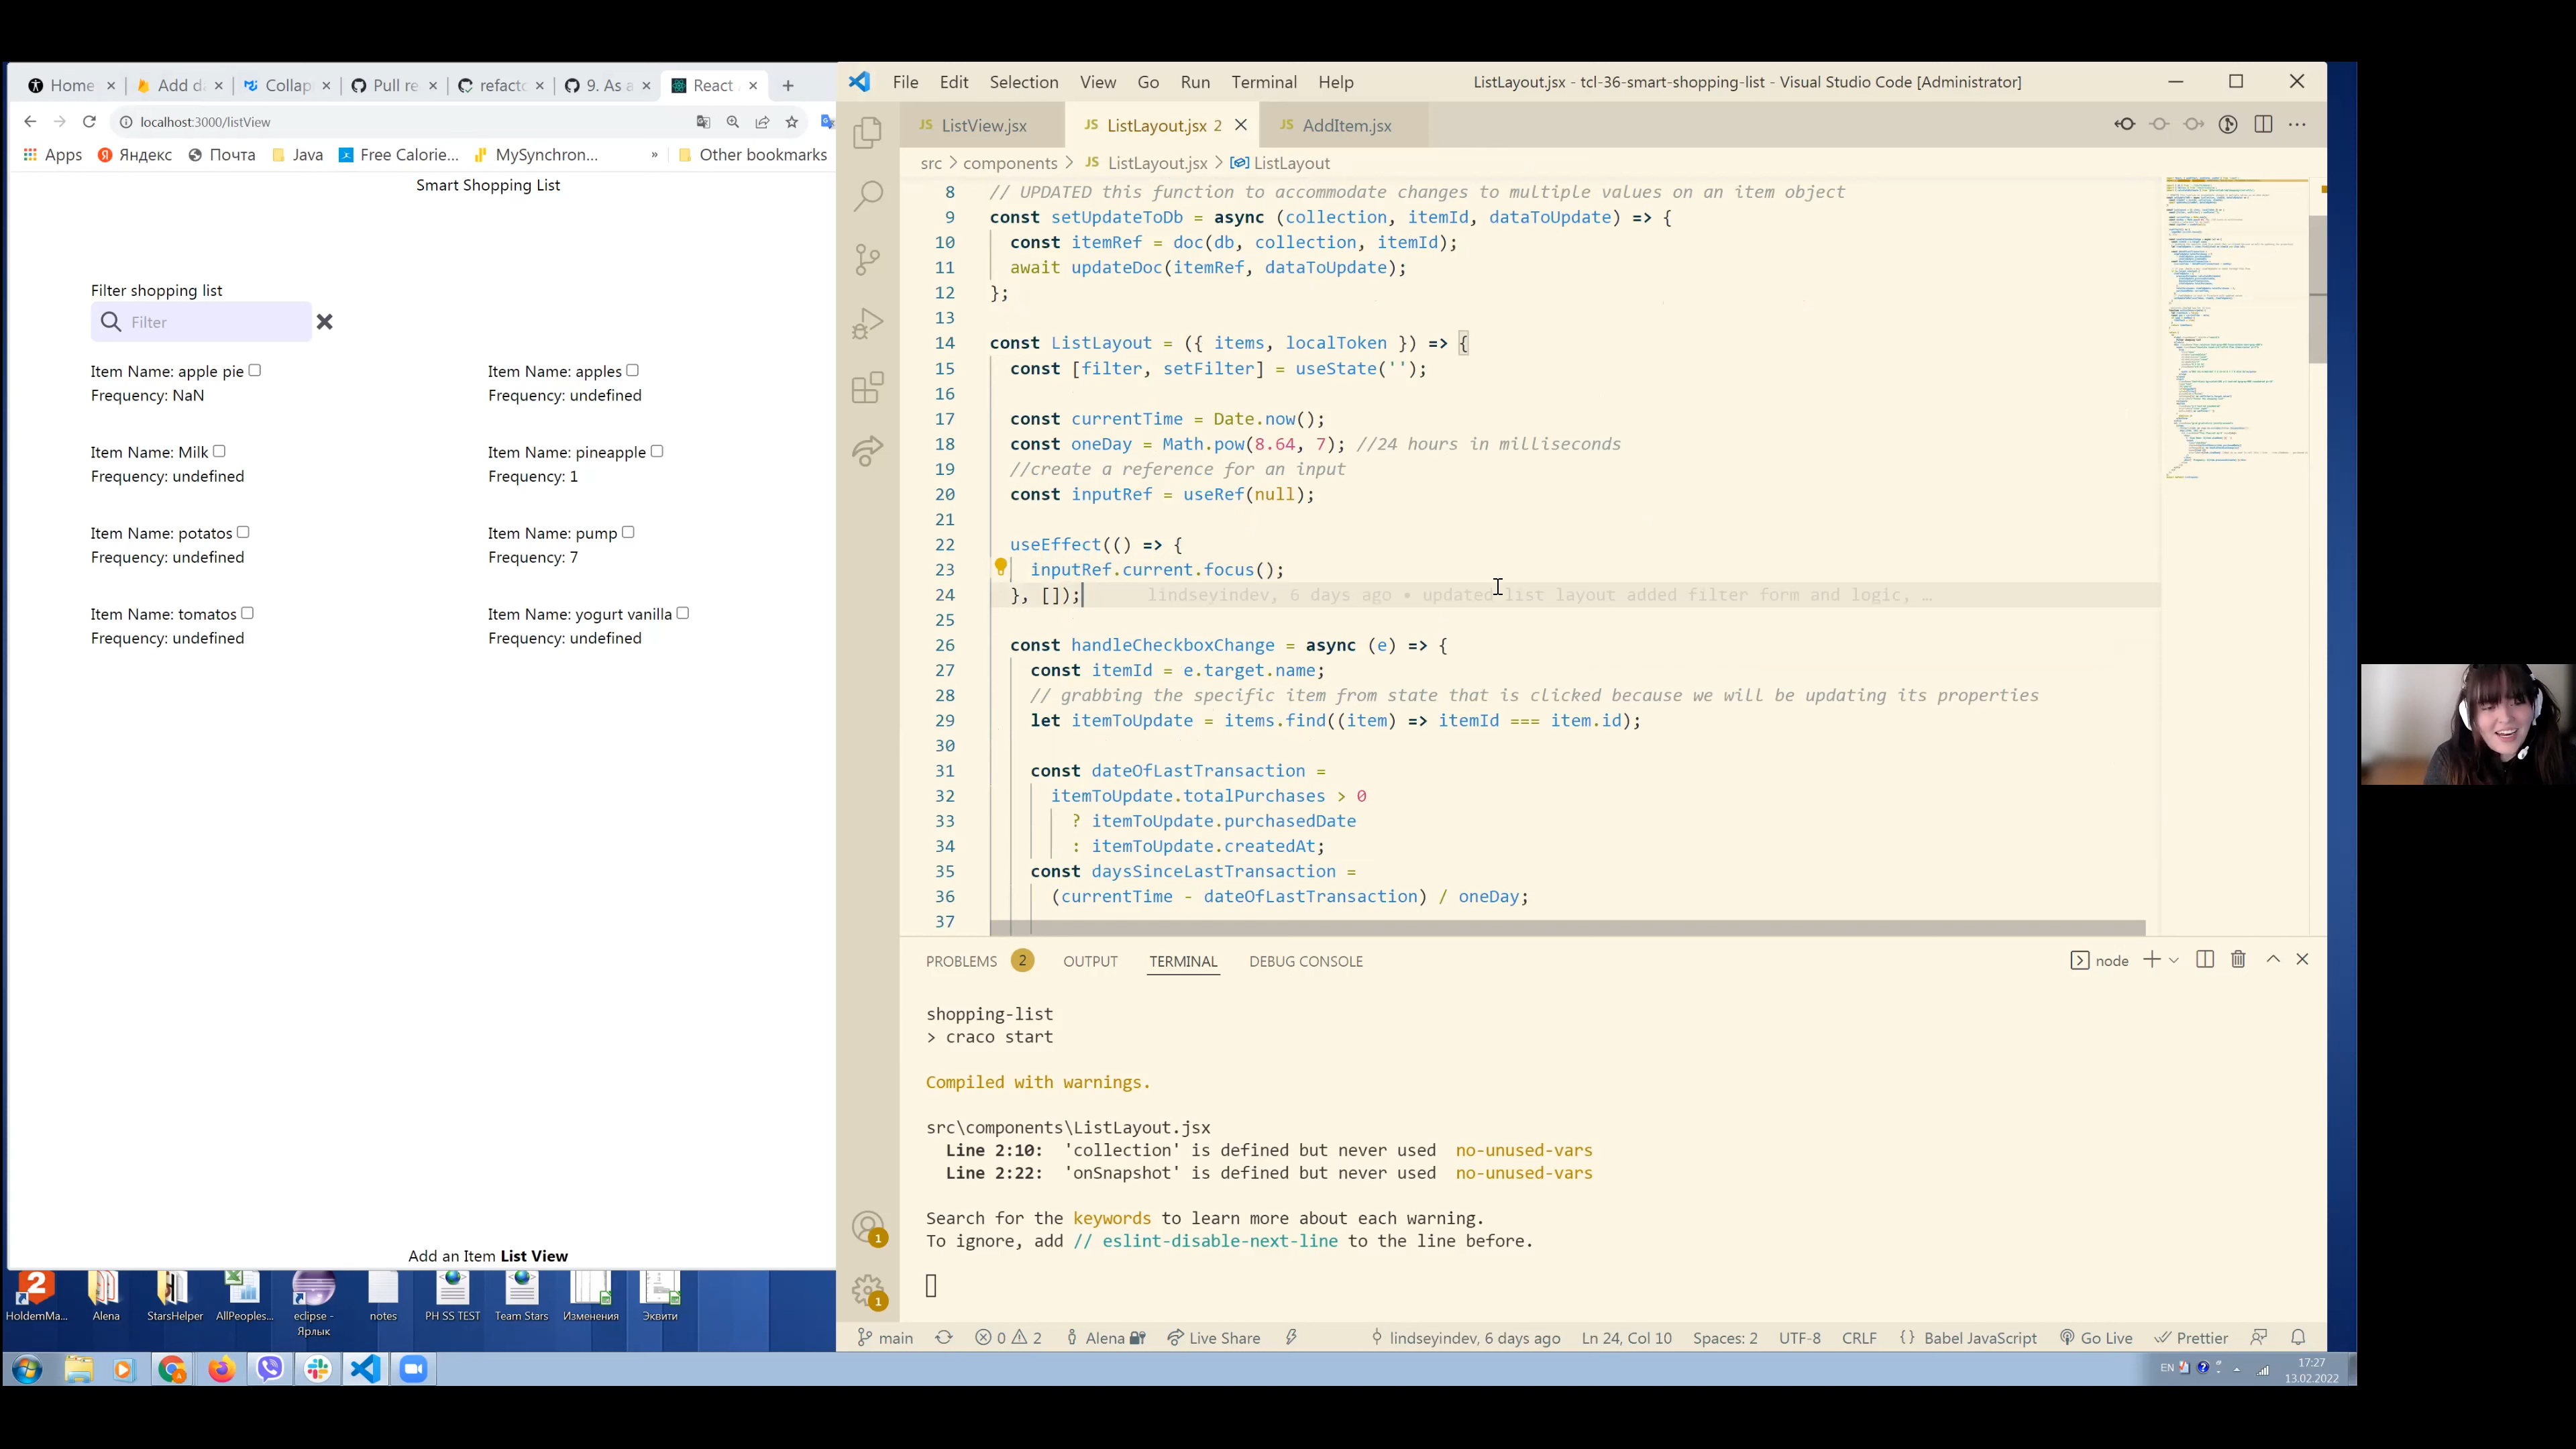 Home
Add d
Collap
Pull re
refacto
9. As a
React
localhost:3000/listView
Apps
Яндекс
Почта
Java
Free Calorie...
MySynchron...
»
Other bookmarks
Smart Shopping List
Filter shopping list
Filter
Item Name: apple pie
Frequency: NaN
Item Name: apples
Frequency: undefined
Item Name: Milk
Frequency: undefined
Item Name: pineapple
Frequency: 1
Item Name: potatos
Frequency: undefined
Item Name: pump
Frequency: 7
Item Name: tomatos
Frequency: undefined
Item Name: yogurt vanilla
Frequency: undefined
Add an Item List View
HoldemMa...
Alena
StarsHelper
AllPeoples...
eclipse - Ярлык
notes
PH SS TEST
Team Stars
Изменения
Эквити
File Edit Selection View Go Run Terminal Help
ListLayout.jsx - tcl-36-smart-shopping-list - Visual Studio Code [Administrator]
JS ListView.jsx
JS ListLayout.jsx 2
JS AddItem.jsx
src > components > JS ListLayout.jsx > ListLayout
8 // UPDATED this function to accommodate changes to multiple values on an item object
9 const setUpdateToDb = async (collection, itemId, dataToUpdate) => {
10 const itemRef = doc(db, collection, itemId);
11 await updateDoc(itemRef, dataToUpdate);
12 };
13
14 const ListLayout = ({ items, localToken }) => {
15 const [filter, setFilter] = useState('');
16
17 const currentTime = Date.now();
18 const oneDay = Math.pow(8.64, 7); //24 hours in milliseconds
19 //create a reference for an input
20 const inputRef = useRef(null);
21
22 useEffect(() => {
23 inputRef.current.focus();
24 }, []); lindseyindev, 6 days ago • updated list layout added filter form and logic, …
25
26 const handleCheckboxChange = async (e) => {
27 const itemId = e.target.name;
28 // grabbing the specific item from state that is clicked because we will be updating its properties
29 let itemToUpdate = items.find((item) => itemId === item.id);
30
31 const dateOfLastTransaction =
32 itemToUpdate.totalPurchases > 0
33 ? itemToUpdate.purchasedDate
34 : itemToUpdate.createdAt;
35 const daysSinceLastTransaction =
36 (currentTime - dateOfLastTransaction) / oneDay;
37
PROBLEMS 2 OUTPUT TERMINAL DEBUG CONSOLE
node
shopping-list
> craco start
Compiled with warnings.
src\components\ListLayout.jsx
Line 2:10: 'collection' is defined but never used no-unused-vars
Line 2:22: 'onSnapshot' is defined but never used no-unused-vars
Search for the keywords to learn more about each warning.
To ignore, add // eslint-disable-next-line to the line before.
1
1
main 0 2 Alena Live Share lindseyindev, 6 days ago Ln 24, Col 10 Spaces: 2 UTF-8 CRLF {} Babel JavaScript Go Live Prettier
EN
17:27
13.02.2022